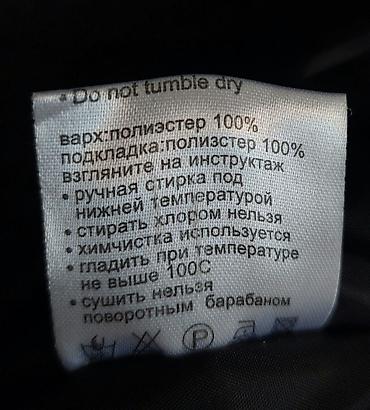 • Do not tumble dry
варх:полиэстер 100%
подкладка:полизстер 100%
взгляните на инструктаж
• ручная стирка под
нижней температурой
• стирать хлором нельзя
• химчистка используется
• гладить при температуре
не выше 100С
• сушить нельзя
поворотным барабаном
P